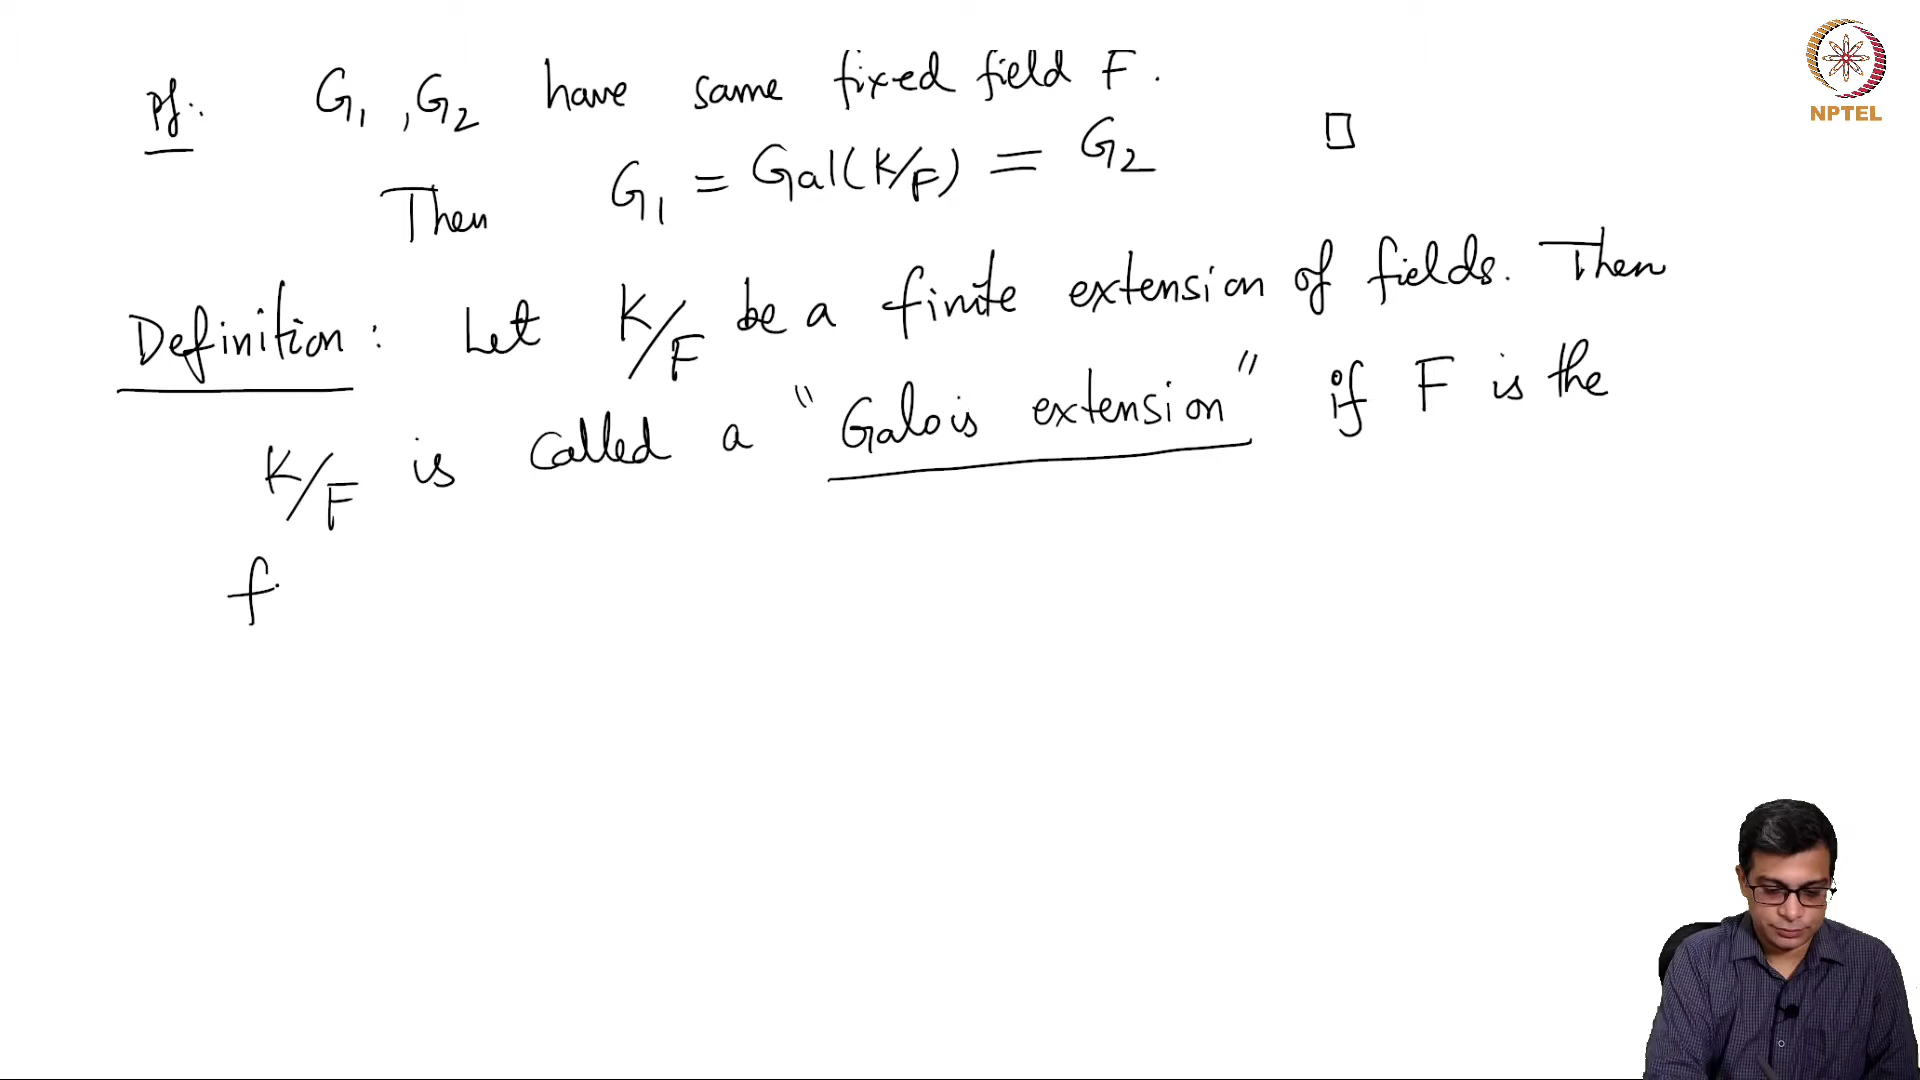 Pf: G₁, G₂ have same fixed field F.
Then G₁ = Gal(K/F) = G₂ □
Definition: Let K/F be a finite extension of fields. Then
K/F is called a "Galois extension" if F is the
f
NPTEL